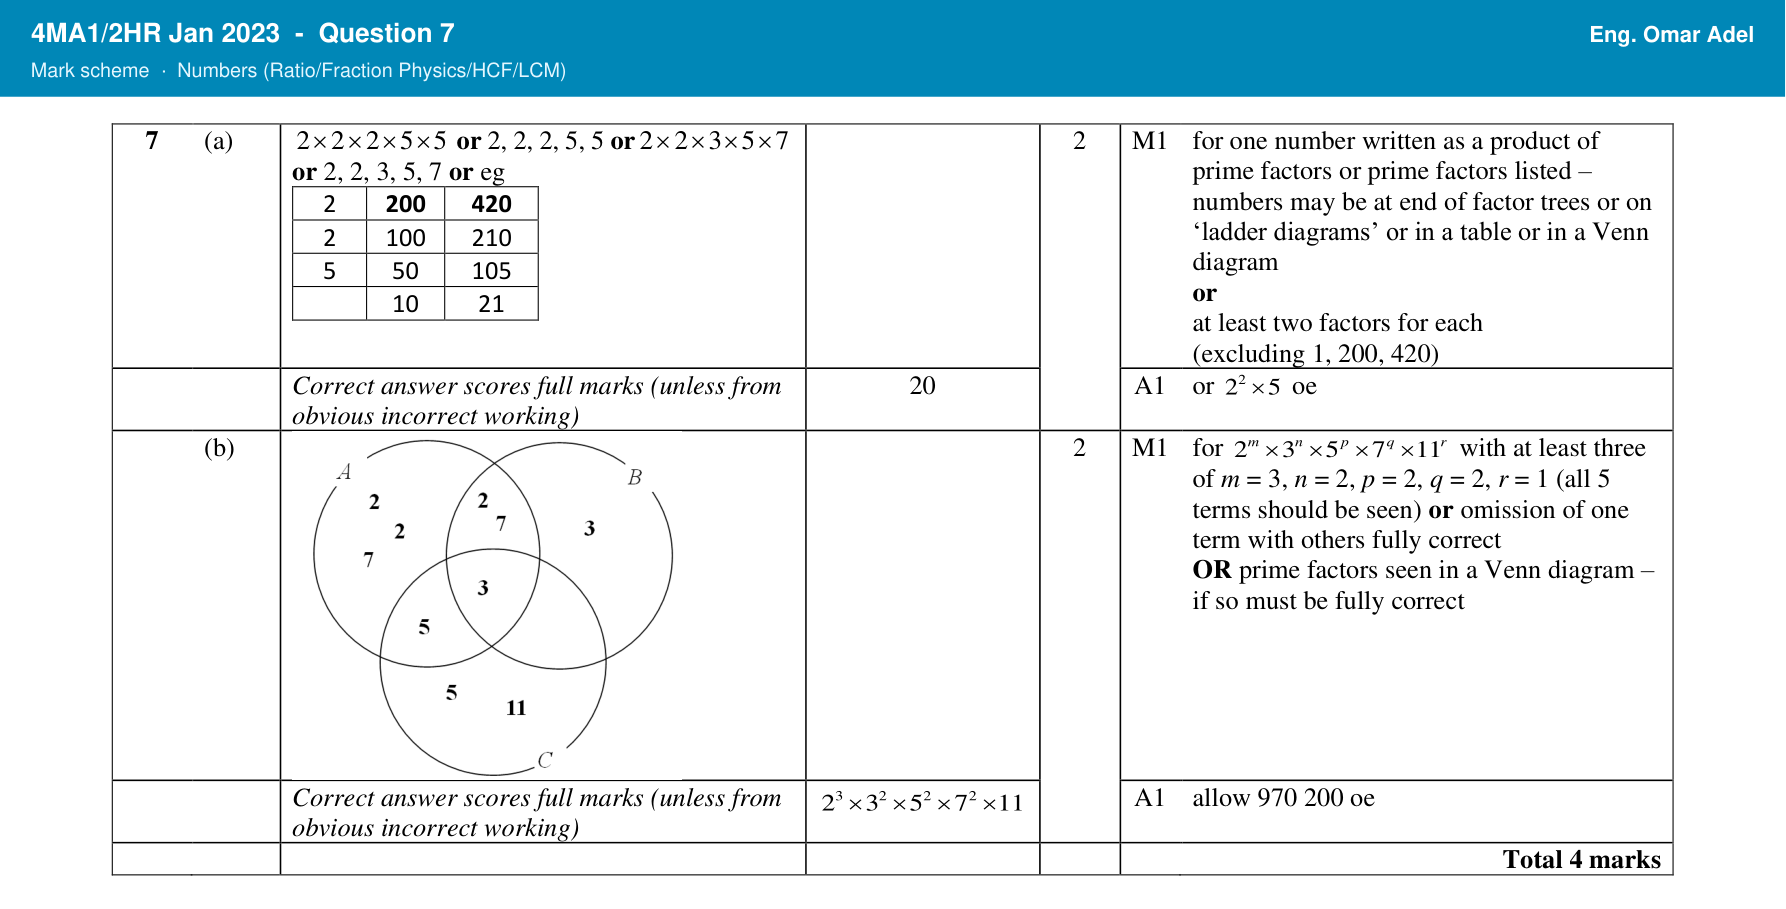 4MA1/2HR Jan 2023 - Question 7
Eng. Omar Adel
Mark scheme · Numbers (Ratio/Fraction Physics/HCF/LCM)
7 (a) 2×2×2×5×5 or 2, 2, 2, 5, 5 or 2×2×3×5×7
or 2, 2, 3, 5, 7 or eg
2 200 420
2 100 210
5 50 105
10 21
2
M1 for one number written as a product of
prime factors or prime factors listed –
numbers may be at end of factor trees or on
‘ladder diagrams’ or in a table or in a Venn
diagram
or
at least two factors for each
(excluding 1, 200, 420)
Correct answer scores full marks (unless from
obvious incorrect working)
20
A1 or 2² ×5 oe
(b)
A
B
2
2
7
2
7
3
3
5
5
11
C
2
M1 for 2ᵐ ×3ⁿ ×5ᵖ ×7^q ×11ʳ with at least three
of m = 3, n = 2, p = 2, q = 2, r = 1 (all 5
terms should be seen) or omission of one
term with others fully correct
OR prime factors seen in a Venn diagram –
if so must be fully correct
Correct answer scores full marks (unless from
obvious incorrect working)
2³ ×3² ×5² ×7² ×11
A1 allow 970 200 oe
Total 4 marks